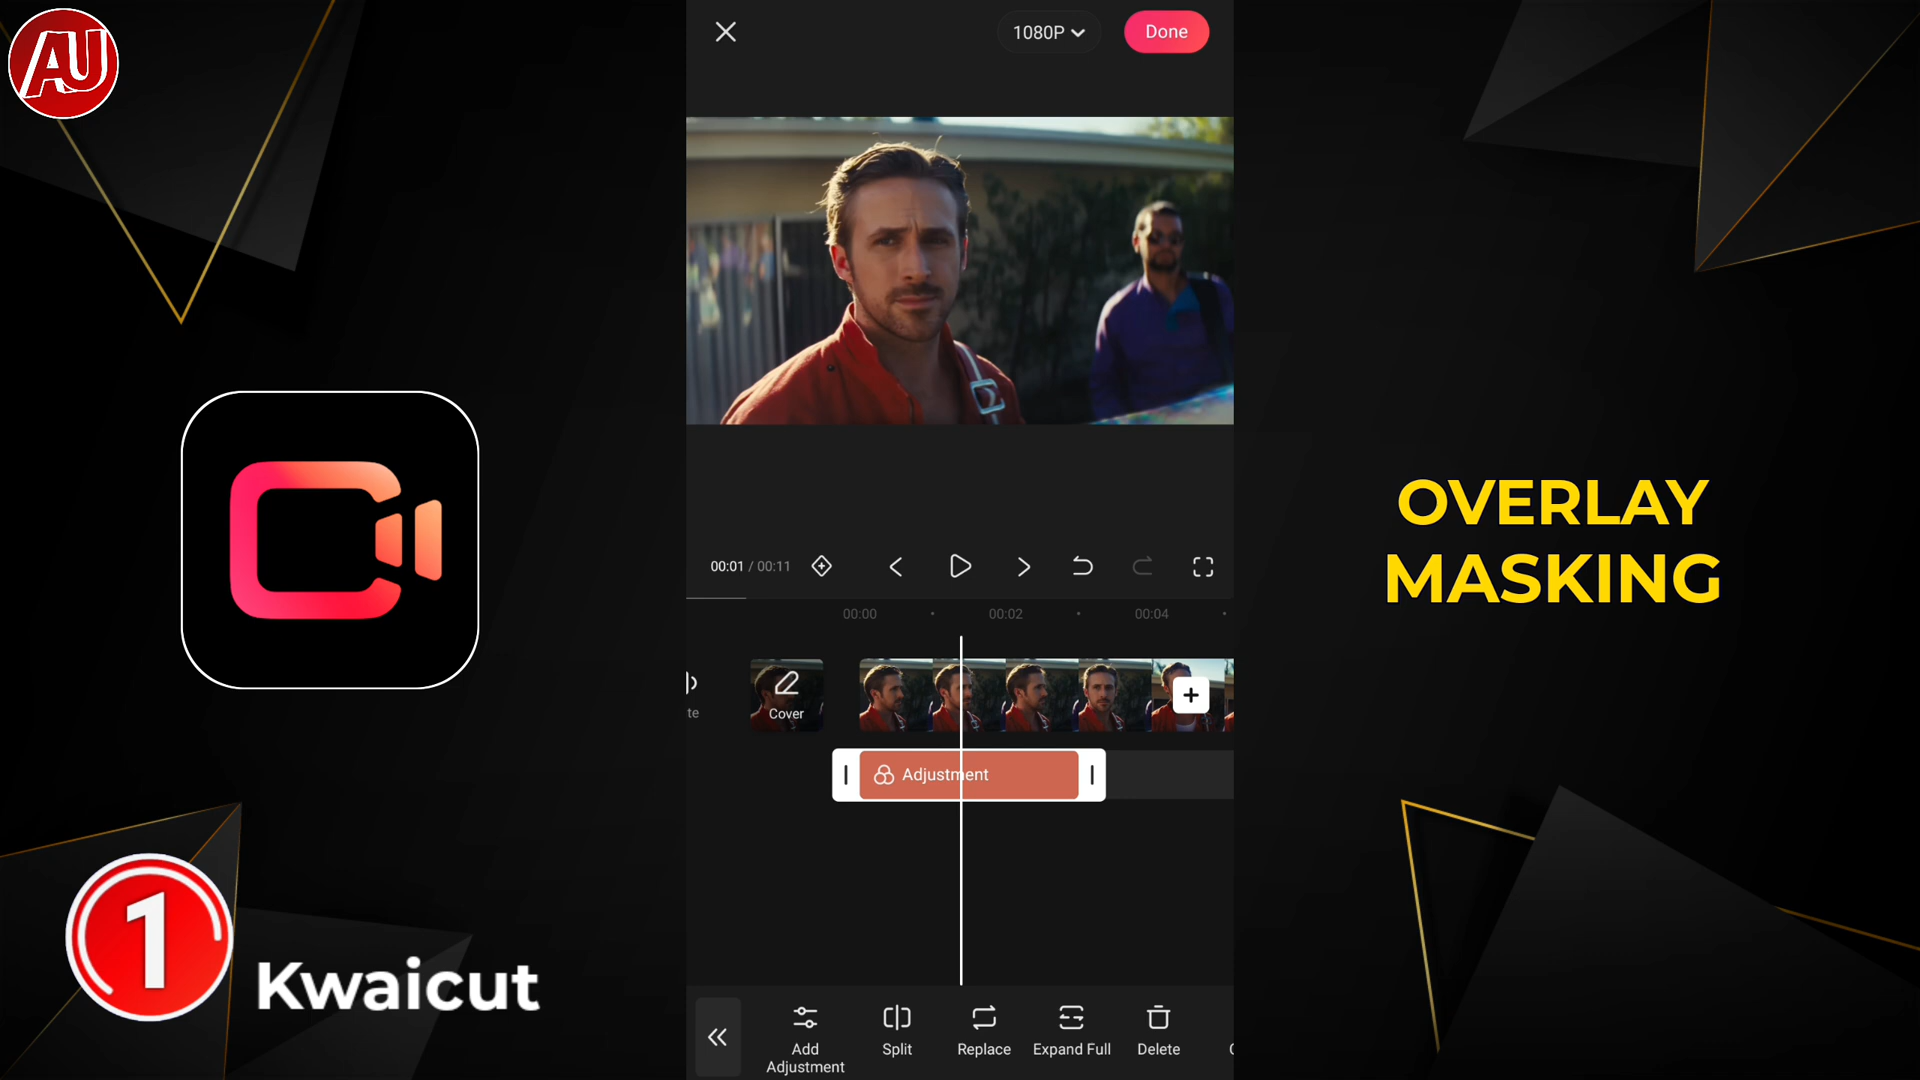 AU
1080P
Done
OVERLAY
MASKING
00:01 / 00:11
00:00
00:02
00:04
te
Cover
Adjustment
1
Kwaicut
Add
Adjustment
Split
Replace
Expand Full
Delete